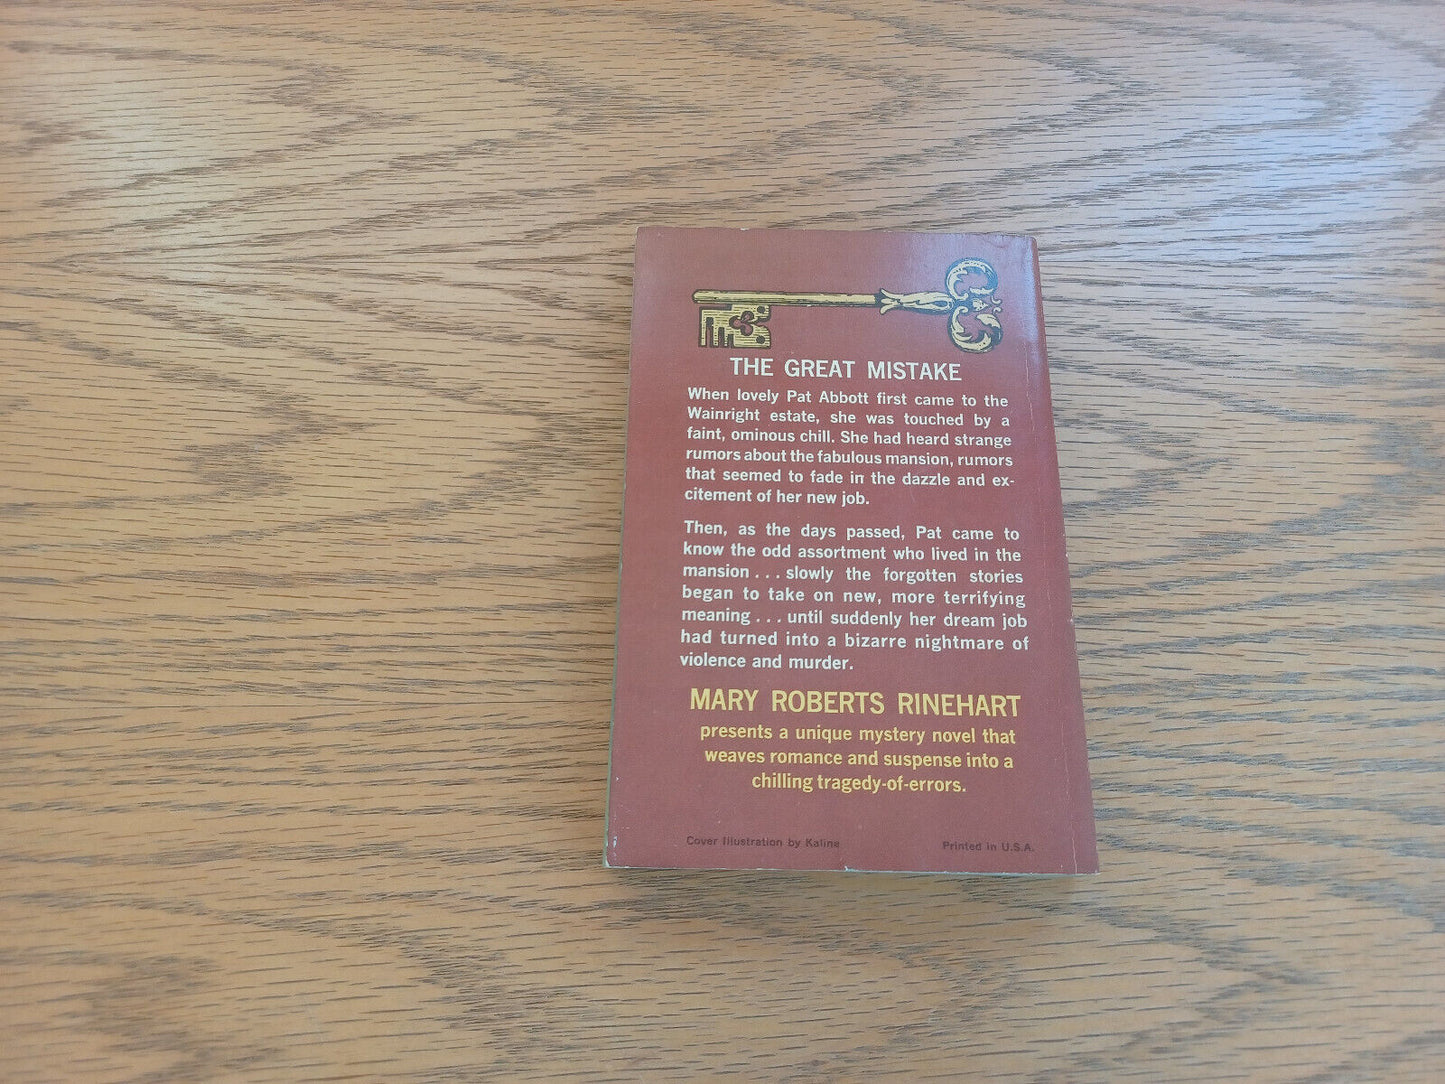 THE GREAT MISTAKE
When lovely Pat Abbott first came to the
Wainright estate, she was touched by a
faint, ominous chill. She had heard strange
rumors about the fabulous mansion, rumors
that seemed to fade in the dazzle and ex-
citement of her new job.
Then, as the days passed, Pat came to
know the odd assortment who lived in the
mansion . . . slowly the forgotten stories
began to take on new, more terrifying
meaning . . . until suddenly her dream job
had turned into a bizarre nightmare of
violence and murder.
MARY ROBERTS RINEHART
presents a unique mystery novel that
weaves romance and suspense into a
chilling tragedy-of-errors.
Cover Illustration by Kaline
Printed in U.S.A.